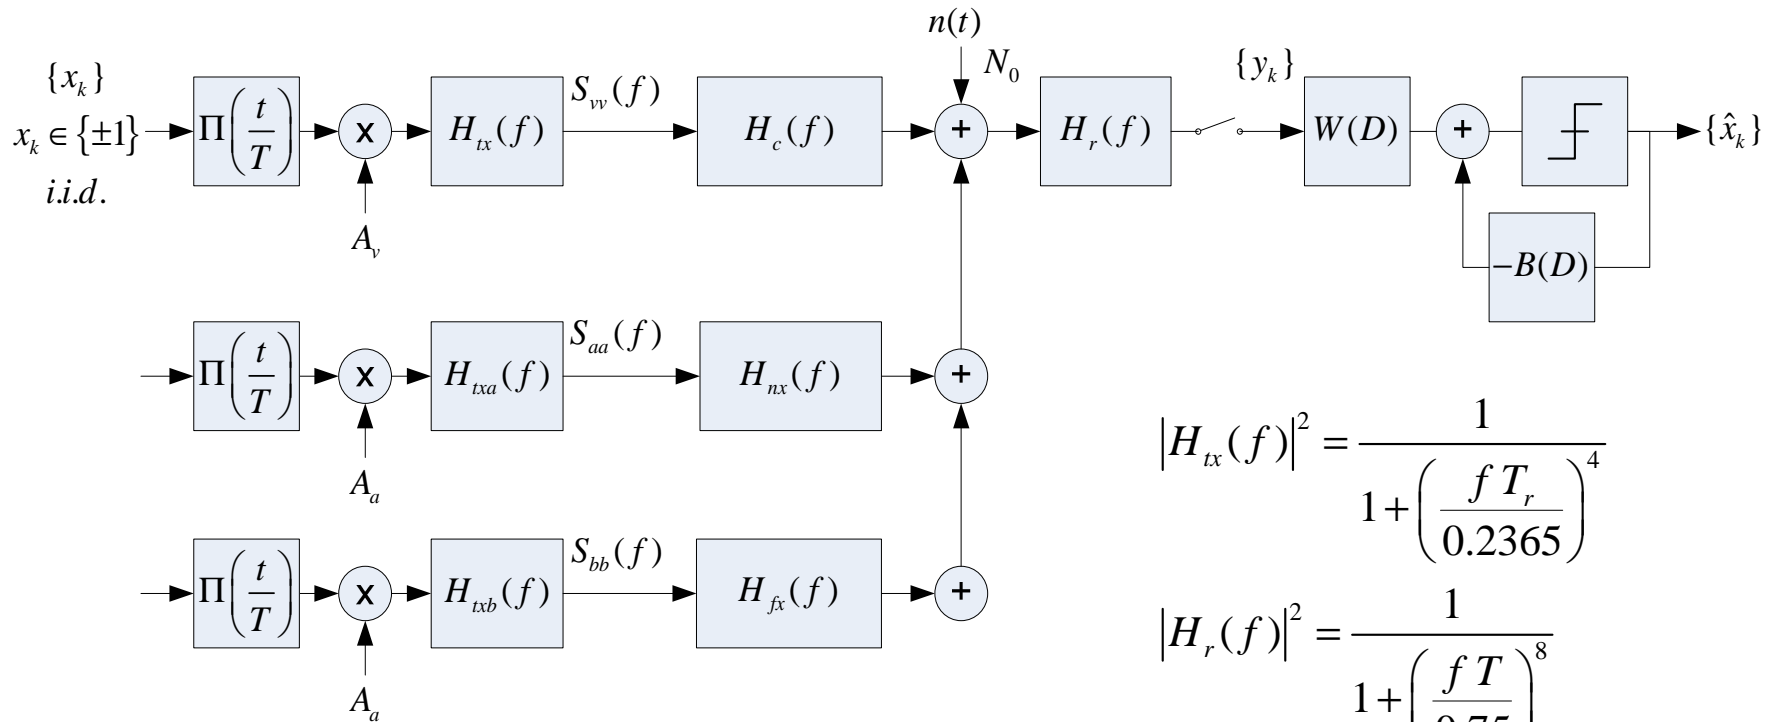 {x_k}
x_k ∈ {±1}
i.i.d.
Π(t/T)
x
A_v
H_tx(f)
S_vv(f)
H_c(f)
n(t)
N_0
+
H_r(f)
{y_k}
W(D)
+
{x̂_k}
−B(D)
Π(t/T)
x
A_a
H_txa(f)
S_aa(f)
H_nx(f)
+
Π(t/T)
x
A_a
H_txb(f)
S_bb(f)
H_fx(f)
+
|H_tx(f)|² = 1 / (1 + (f T_r / 0.2365)⁴)
|H_r(f)|² = 1 / (1 + (f T / 0.75)⁸)